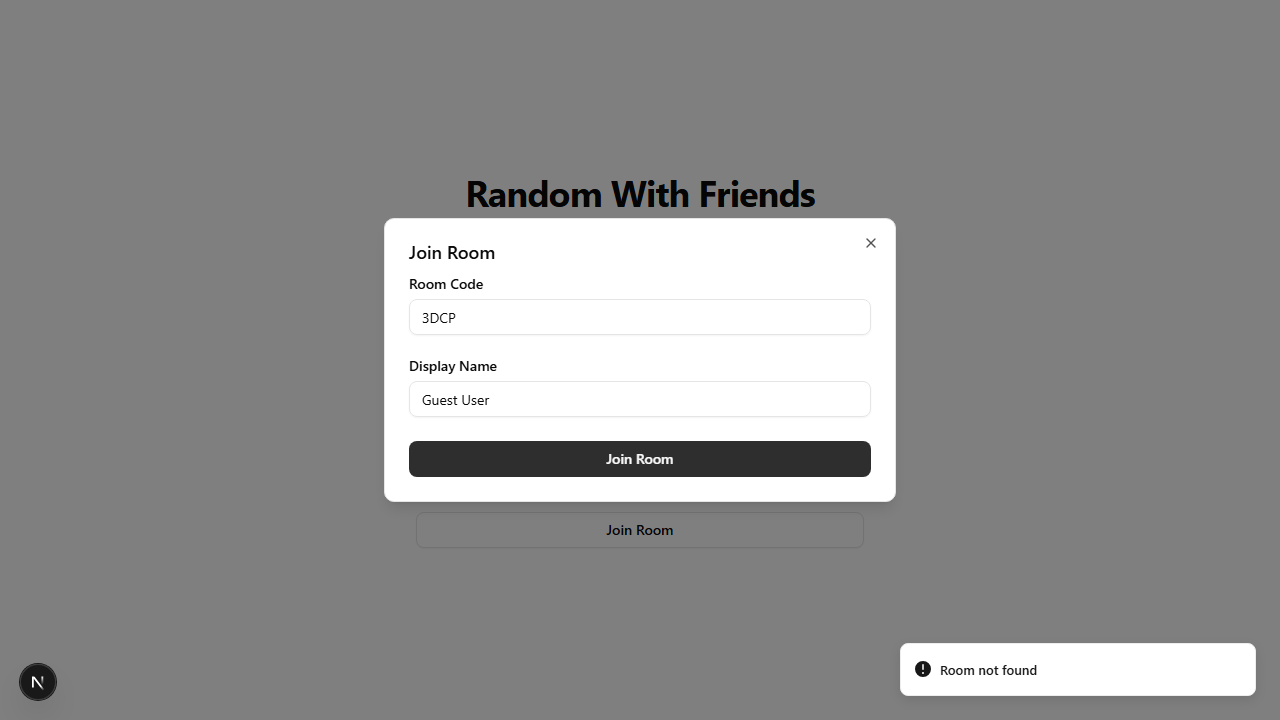 Random With Friends
Join Room
Room Code
3DCP
Display Name
Guest User
Join Room
Join Room
N
Room not found